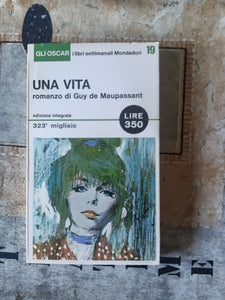 GLI OSCAR i libri settimanali Mondadori 19
UNA VITA
romanzo di Guy de Maupassant
edizione integrale
323° migliaio
LIRE
350